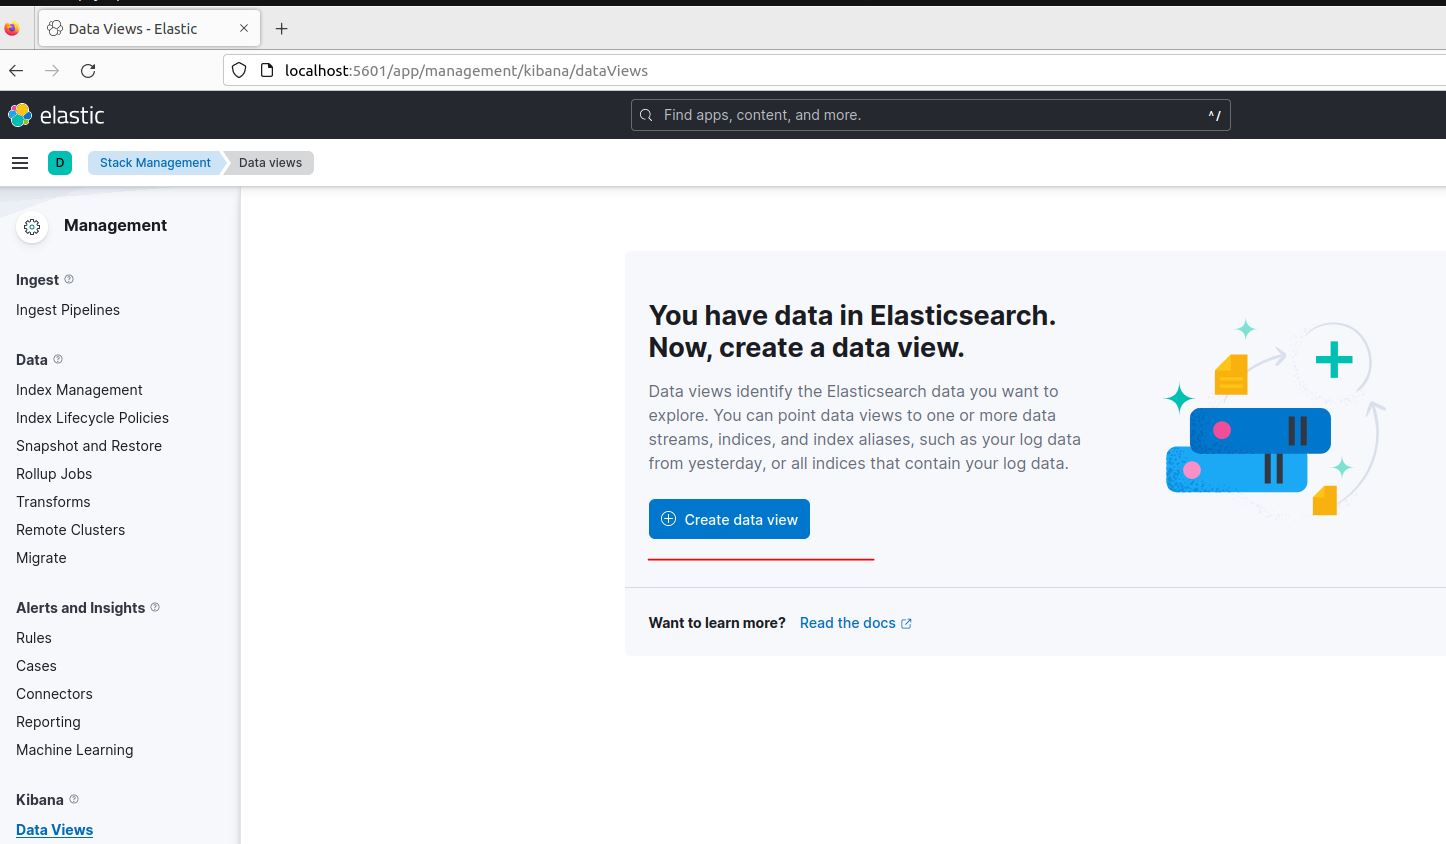 Data Views - Elastic
localhost:5601/app/management/kibana/dataViews
elastic
Find apps, content, and more.
^/
D
Stack Management
Data views
Management
Ingest
Ingest Pipelines
Data
Index Management
Index Lifecycle Policies
Snapshot and Restore
Rollup Jobs
Transforms
Remote Clusters
Migrate
Alerts and Insights
Rules
Cases
Connectors
Reporting
Machine Learning
Kibana
Data Views
You have data in Elasticsearch.
Now, create a data view.
Data views identify the Elasticsearch data you want to
explore. You can point data views to one or more data
streams, indices, and index aliases, such as your log data
from yesterday, or all indices that contain your log data.
Create data view
Want to learn more? Read the docs